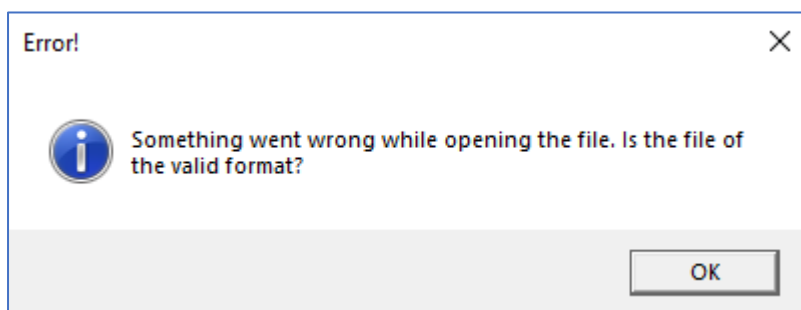 Error!
Something went wrong while opening the file. Is the file of
the valid format?
OK